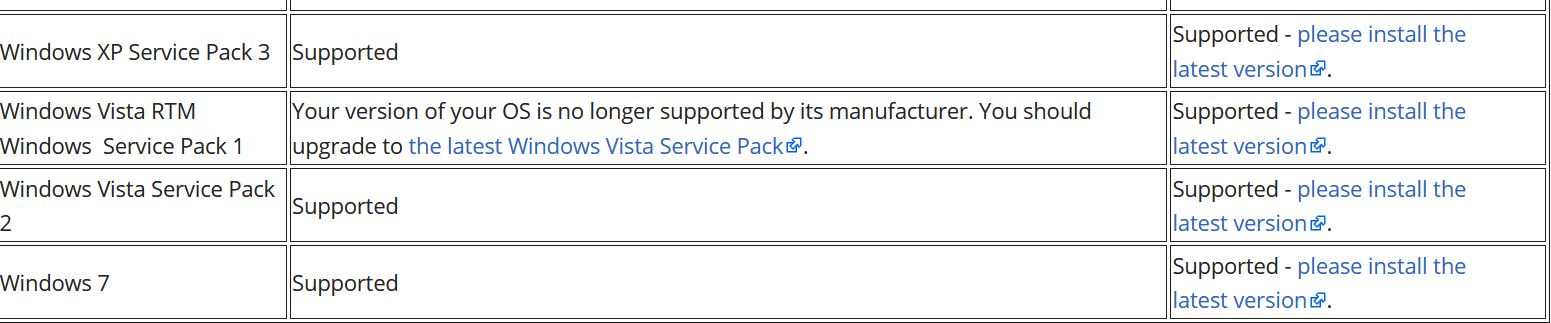 Windows XP Service Pack 3
Supported
Supported - please install the
latest version.
Windows Vista RTM
Windows  Service Pack 1
Your version of your OS is no longer supported by its manufacturer. You should
upgrade to the latest Windows Vista Service Pack.
Supported - please install the
latest version.
Windows Vista Service Pack
2
Supported
Supported - please install the
latest version.
Windows 7
Supported
Supported - please install the
latest version.